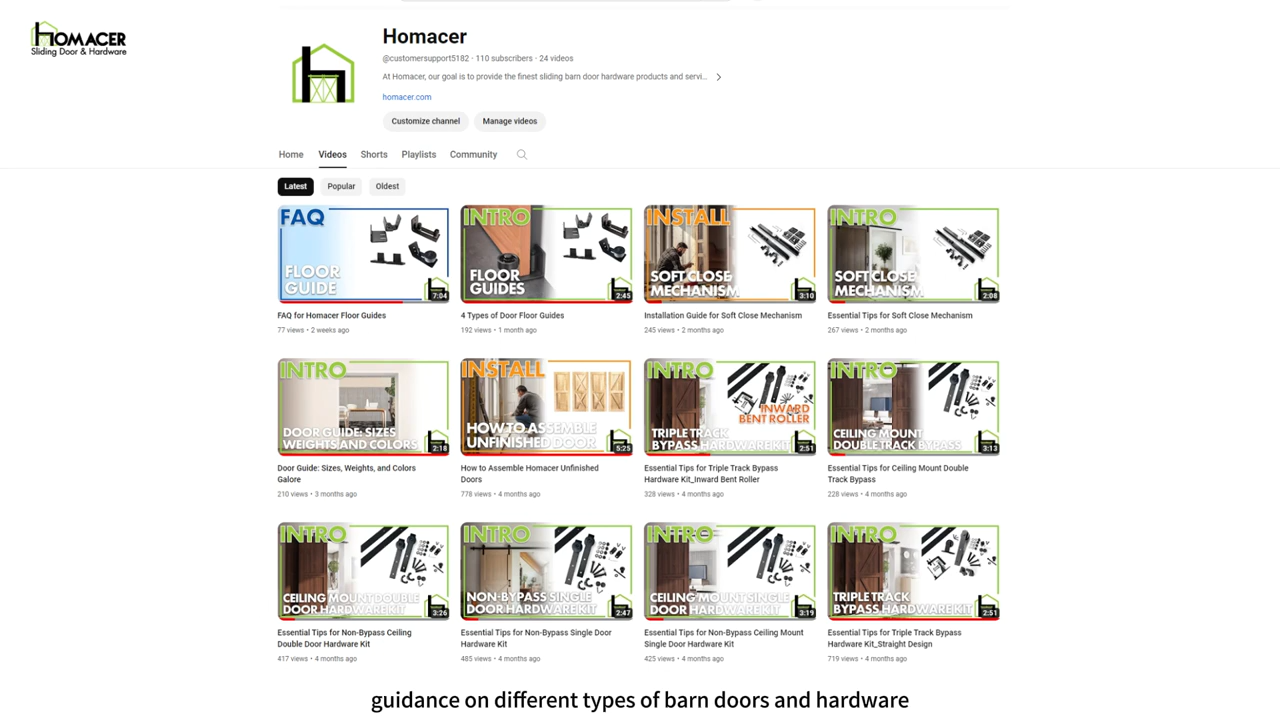 HOMACER
Sliding Door & Hardware
Homacer
@customersupport5182 · 110 subscribers · 24 videos
At Homacer, our goal is to provide the finest sliding barn door hardware products and servi...
homacer.com
Customize channel
Manage videos
Home
Videos
Shorts
Playlists
Community
Latest
Popular
Oldest
FAQ
FLOOR
GUIDE
7:04
INTRO
FLOOR
GUIDES
2:45
INSTALL
SOFT CLOSE
MECHANISM
3:10
INTRO
SOFT CLOSE
MECHANISM
2:08
FAQ for Homacer Floor Guides
77 views • 2 weeks ago
4 Types of Door Floor Guides
192 views • 1 month ago
Installation Guide for Soft Close Mechanism
245 views • 2 months ago
Essential Tips for Soft Close Mechanism
267 views • 2 months ago
INTRO
DOOR GUIDE: SIZES
WEIGHTS AND COLORS
2:18
INSTALL
HOW TO ASSEMBLE
UNFINISHED DOOR
5:25
INTRO
INWARD
BENT ROLLER
TRIPLE TRACK
BYPASS HARDWARE KIT
2:51
INTRO
CEILING MOUNT
DOUBLE TRACK BYPASS
3:13
Door Guide: Sizes, Weights, and Colors
Galore
210 views • 3 months ago
How to Assemble Homacer Unfinished
Doors
778 views • 4 months ago
Essential Tips for Triple Track Bypass
Hardware Kit_Inward Bent Roller
328 views • 4 months ago
Essential Tips for Ceiling Mount Double
Track Bypass
228 views • 4 months ago
INTRO
CEILING MOUNT DOUBLE
DOOR HARDWARE KIT
3:26
INTRO
NON-BYPASS SINGLE
DOOR HARDWARE KIT
2:47
INTRO
CEILING MOUNT SINGLE
DOOR HARDWARE KIT
3:19
INTRO
TRIPLE TRACK
BYPASS HARDWARE KIT
2:51
Essential Tips for Non-Bypass Ceiling
Double Door Hardware Kit
417 views • 4 months ago
Essential Tips for Non-Bypass Single Door
Hardware Kit
485 views • 4 months ago
Essential Tips for Non-Bypass Ceiling Mount
Single Door Hardware Kit
425 views • 4 months ago
Essential Tips for Triple Track Bypass
Hardware Kit_Straight Design
719 views • 4 months ago
guidance on different types of barn doors and hardware